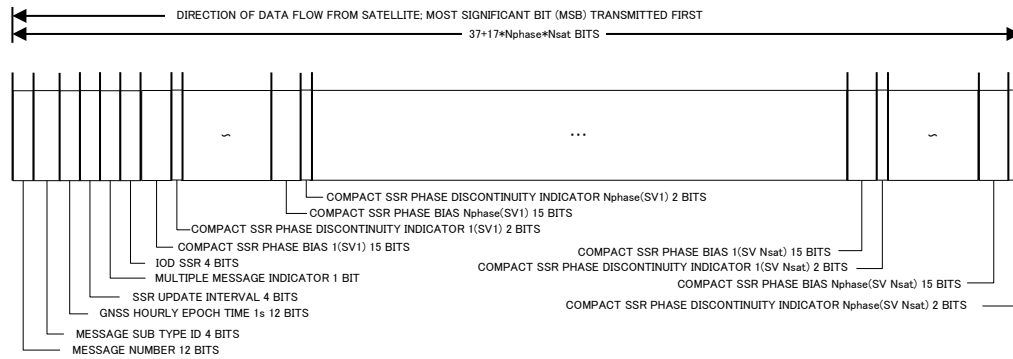 DIRECTION OF DATA FLOW FROM SATELLITE; MOST SIGNIFICANT BIT (MSB) TRANSMITTED FIRST
37+17*Nphase*Nsat BITS
∽
…
∽
COMPACT SSR PHASE DISCONTINUITY INDICATOR Nphase(SV1) 2 BITS
COMPACT SSR PHASE BIAS Nphase(SV1) 15 BITS
COMPACT SSR PHASE DISCONTINUITY INDICATOR 1(SV1) 2 BITS
COMPACT SSR PHASE BIAS 1(SV1) 15 BITS
IOD SSR 4 BITS
MULTIPLE MESSAGE INDICATOR 1 BIT
SSR UPDATE INTERVAL 4 BITS
GNSS HOURLY EPOCH TIME 1s 12 BITS
MESSAGE SUB TYPE ID 4 BITS
MESSAGE NUMBER 12 BITS
COMPACT SSR PHASE BIAS 1(SV Nsat) 15 BITS
COMPACT SSR PHASE DISCONTINUITY INDICATOR 1(SV Nsat) 2 BITS
COMPACT SSR PHASE BIAS Nphase(SV Nsat) 15 BITS
COMPACT SSR PHASE DISCONTINUITY INDICATOR Nphase(SV Nsat) 2 BITS